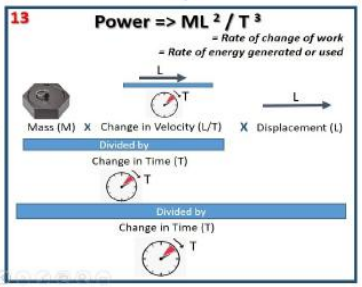 13
Power => ML ² / T ³
= Rate of change of work
= Rate of energy generated or used
L
T
L
Mass (M) X Change in Velocity (L/T) X Displacement (L)
Divided by
Change in Time (T)
T
Divided by
Change in Time (T)
T